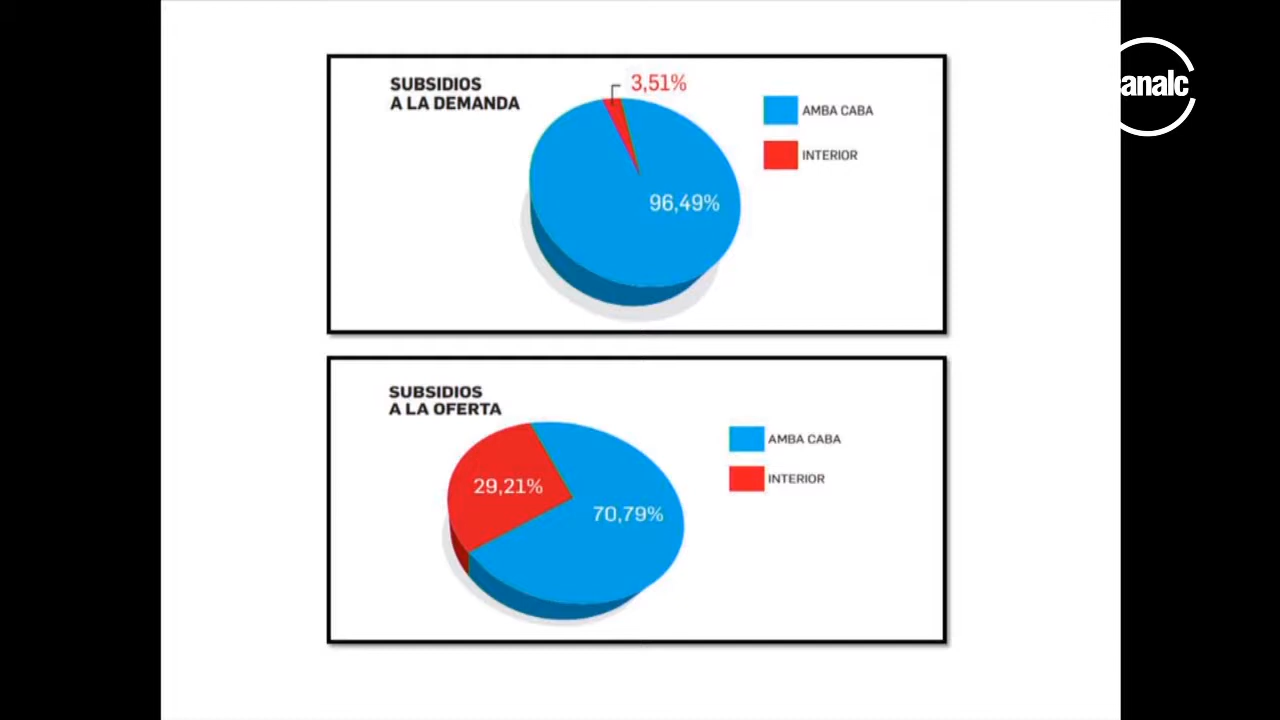 SUBSIDIOS
A LA DEMANDA
3,51%
96,49%
AMBA CABA
INTERIOR
analc
SUBSIDIOS
A LA OFERTA
29,21%
70,79%
AMBA CABA
INTERIOR